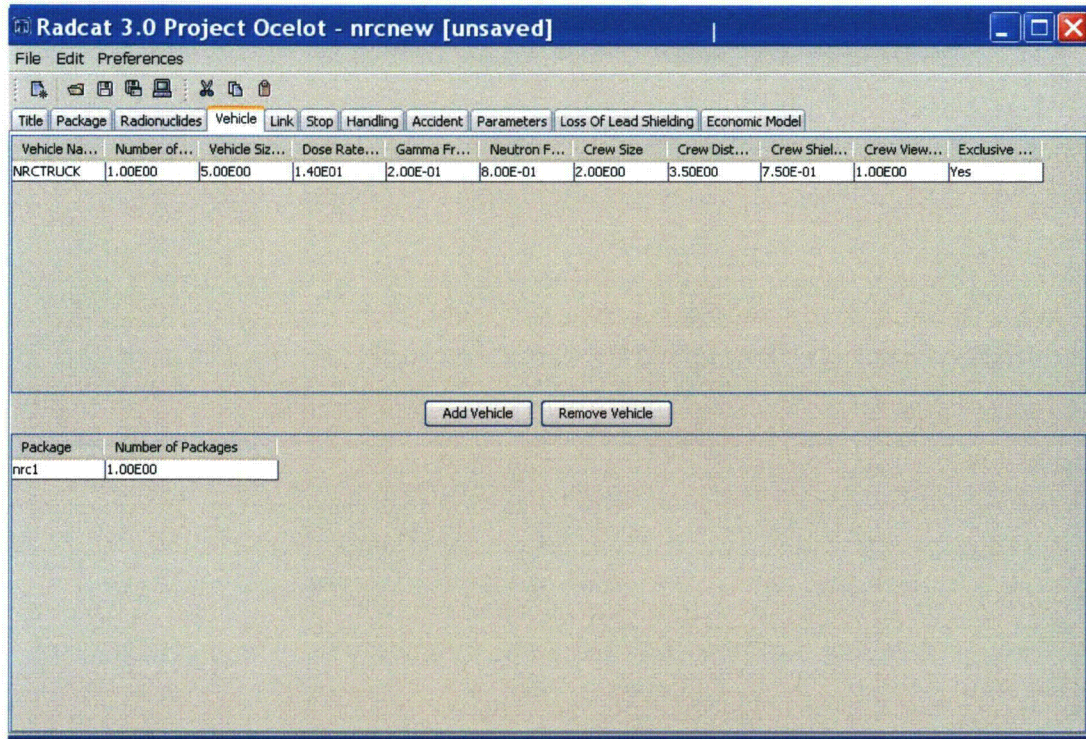 Radcat 3.0 Project Ocelot - nrcnew [unsaved]
File Edit Preferences
Title Package Radionuclides Vehicle Link Stop Handling Accident Parameters Loss Of Lead Shielding Economic Model
Vehicle Na... Number of... Vehicle Siz... Dose Rate... Gamma Fr... Neutron F... Crew Size Crew Dist... Crew Shiel... Crew View... Exclusive ...
NRCTRUCK 1.00E00 5.00E00 1.40E01 2.00E-01 8.00E-01 2.00E00 3.50E00 7.50E-01 1.00E00 Yes
Add Vehicle Remove Vehicle
Package Number of Packages
nrc1 1.00E00